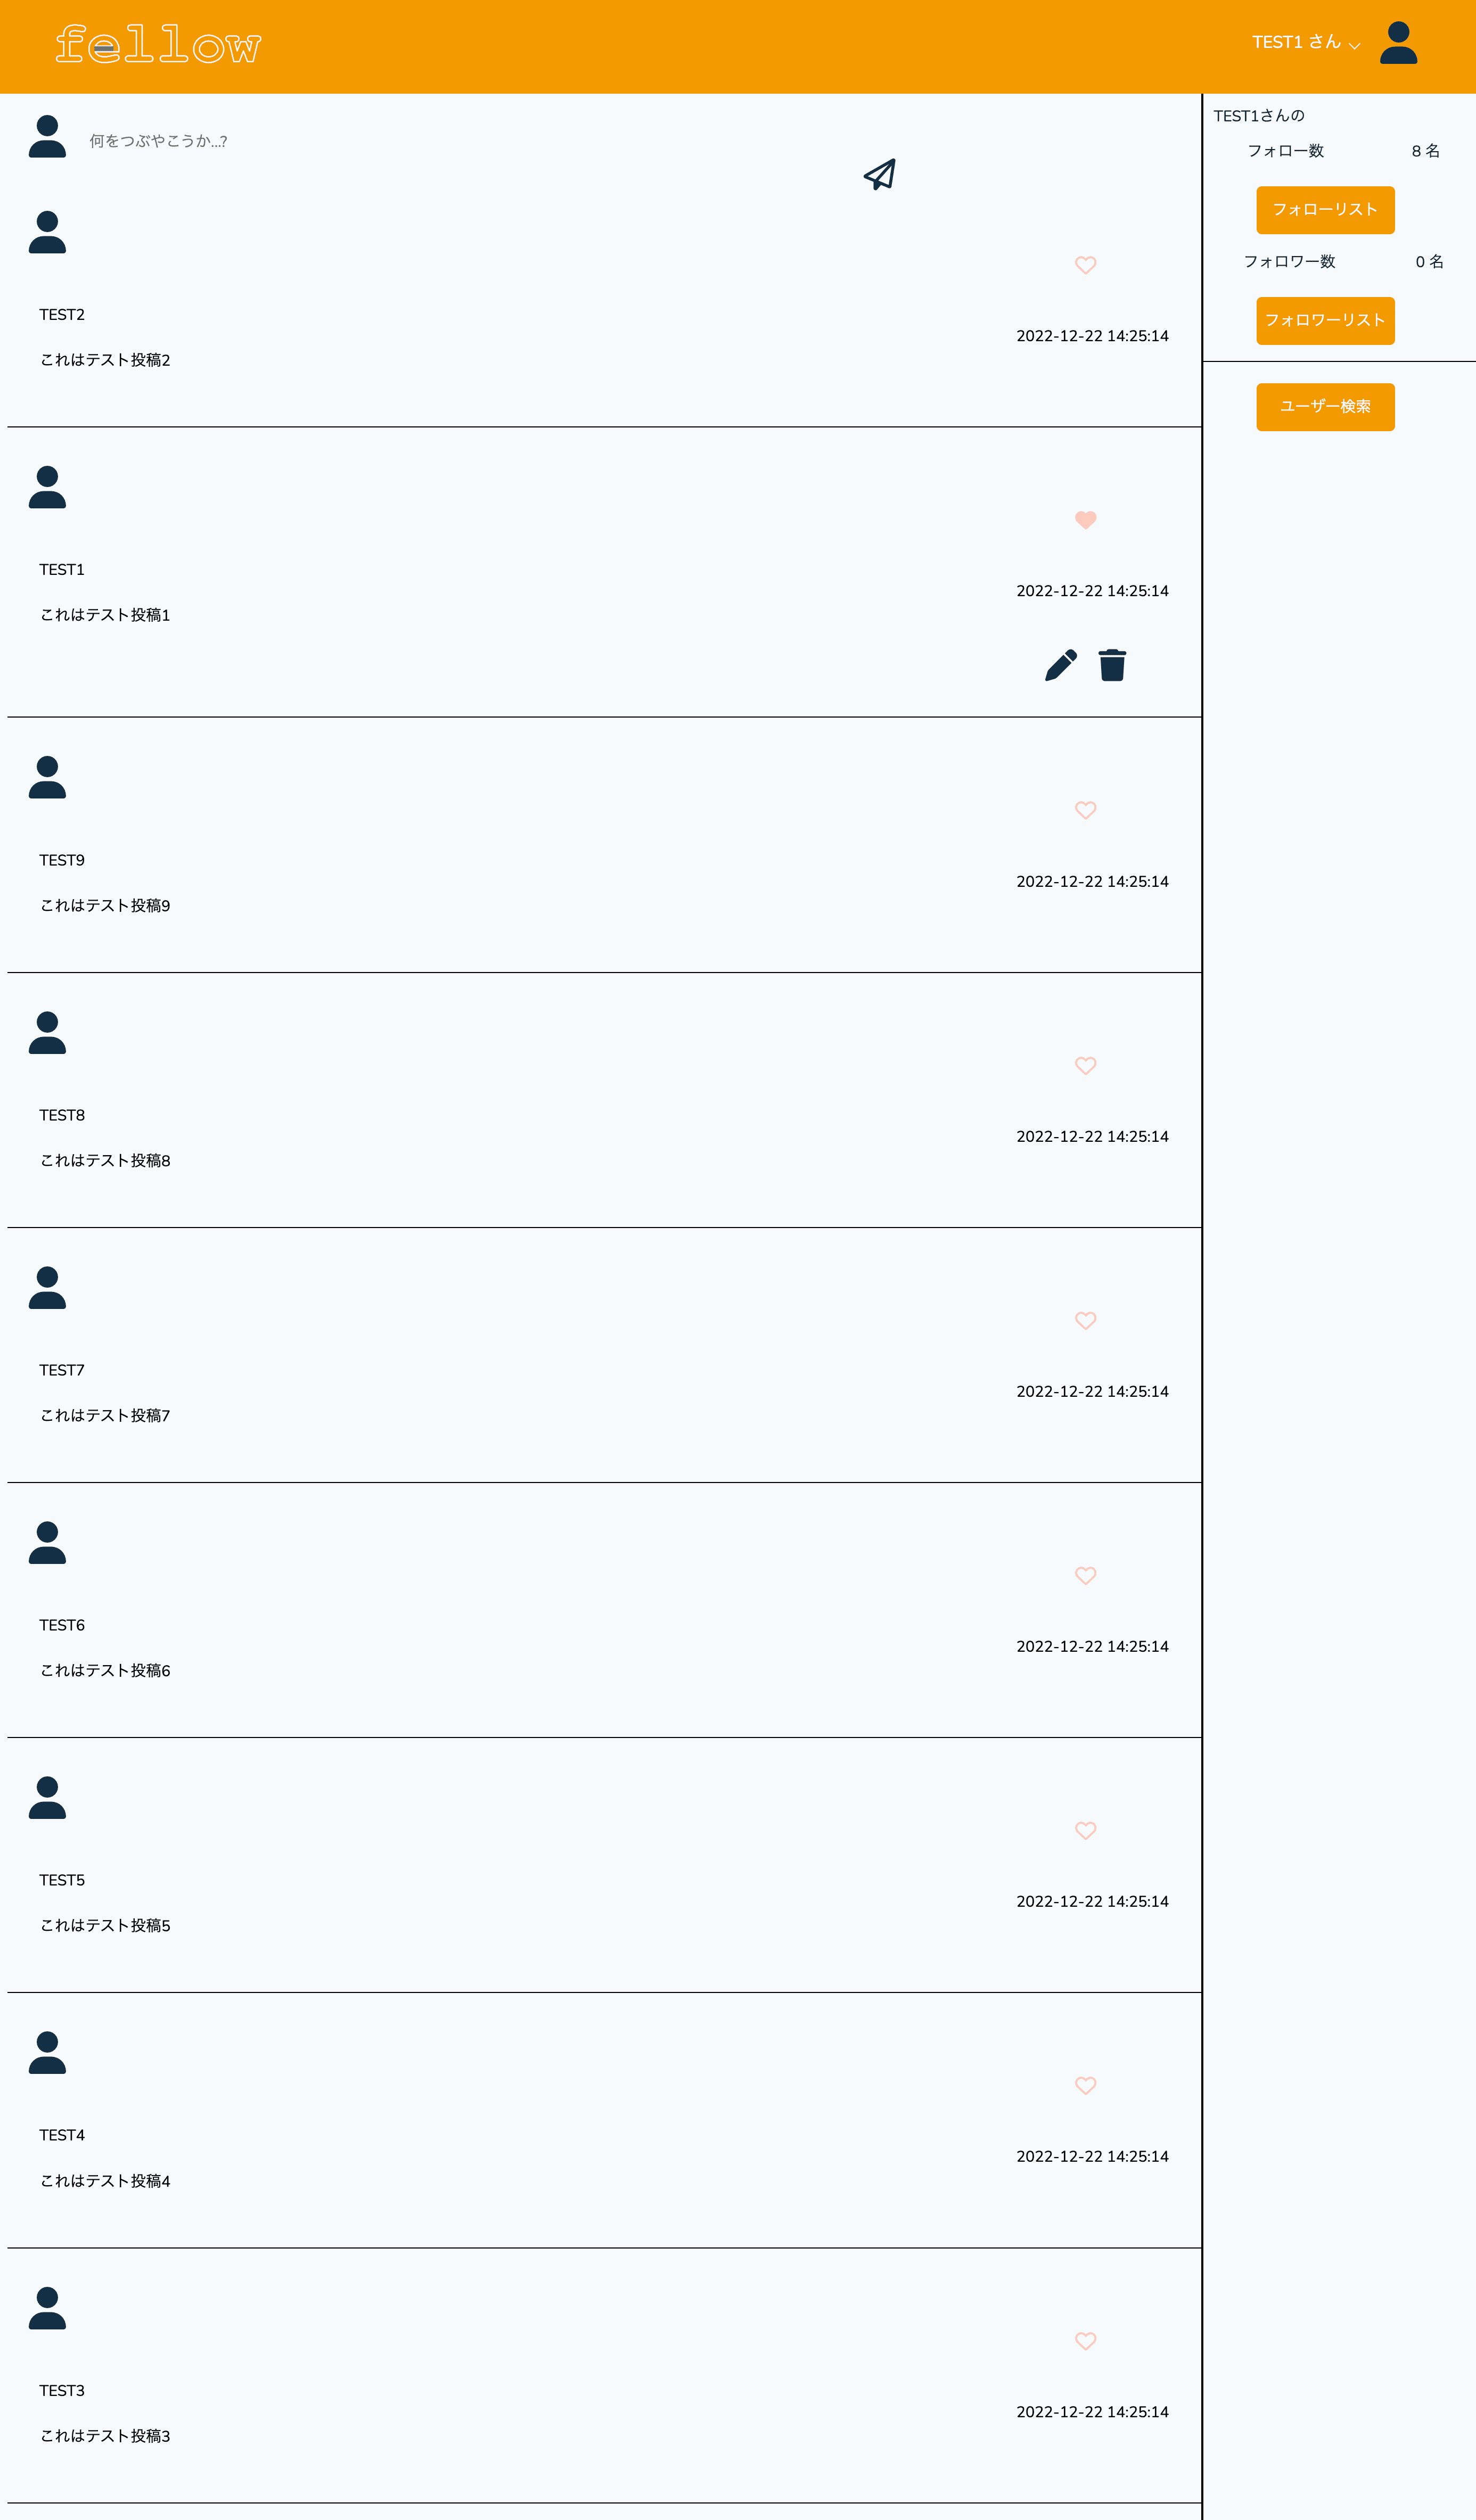 fellow
TEST1 さん
何をつぶやこうか...?
TEST2
2022-12-22 14:25:14
これはテスト投稿2
TEST1
2022-12-22 14:25:14
これはテスト投稿1
TEST9
2022-12-22 14:25:14
これはテスト投稿9
TEST8
2022-12-22 14:25:14
これはテスト投稿8
TEST7
2022-12-22 14:25:14
これはテスト投稿7
TEST6
2022-12-22 14:25:14
これはテスト投稿6
TEST5
2022-12-22 14:25:14
これはテスト投稿5
TEST4
2022-12-22 14:25:14
これはテスト投稿4
TEST3
2022-12-22 14:25:14
これはテスト投稿3
TEST1さんの
フォロー数 8 名
フォローリスト
フォロワー数 0 名
フォロワーリスト
ユーザー検索